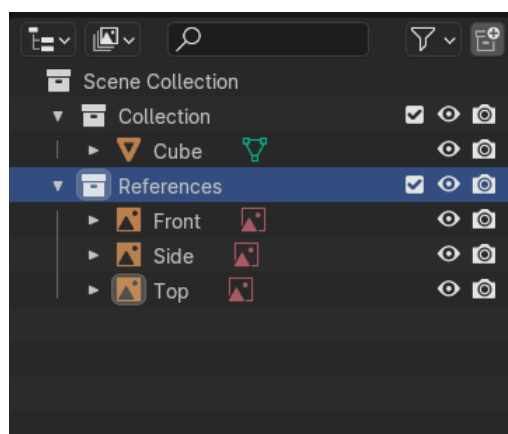 Scene Collection
Collection
Cube
References
Front
Side
Top